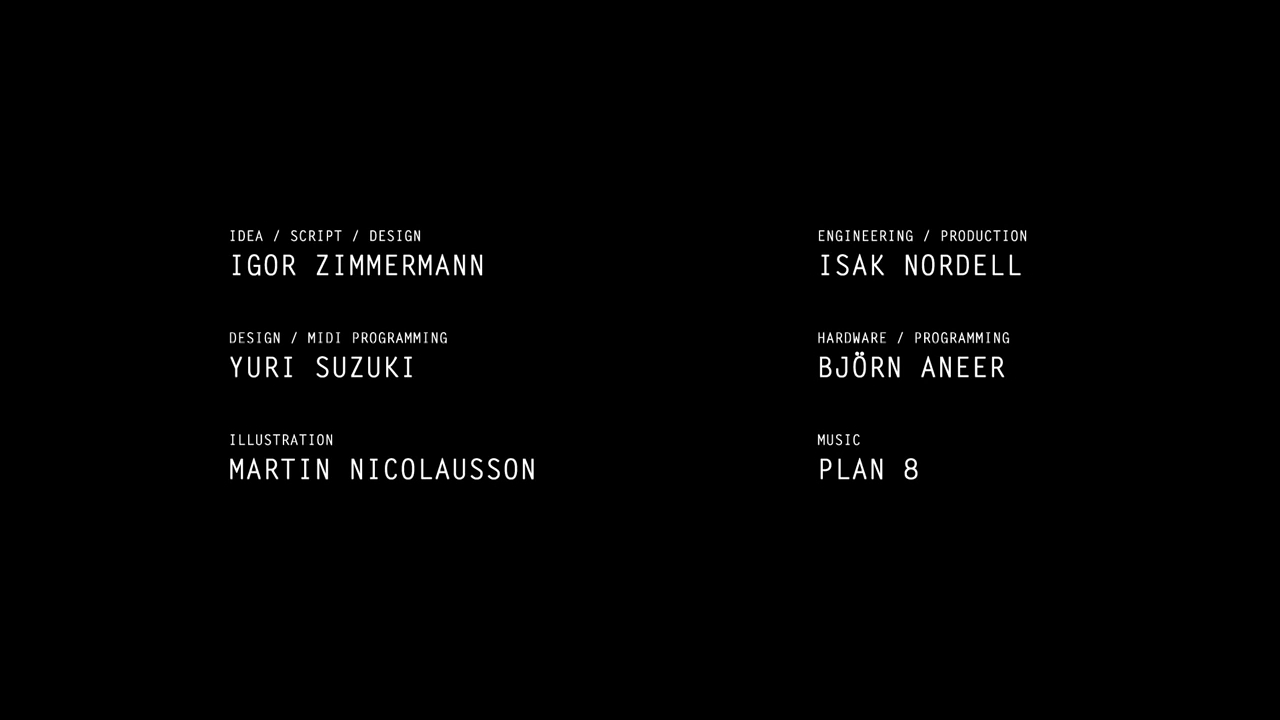 IDEA / SCRIPT / DESIGN
IGOR ZIMMERMANN
DESIGN / MIDI PROGRAMMING
YURI SUZUKI
ILLUSTRATION
MARTIN NICOLAUSSON
ENGINEERING / PRODUCTION
ISAK NORDELL
HARDWARE / PROGRAMMING
BJÖRN ANEER
MUSIC
PLAN 8